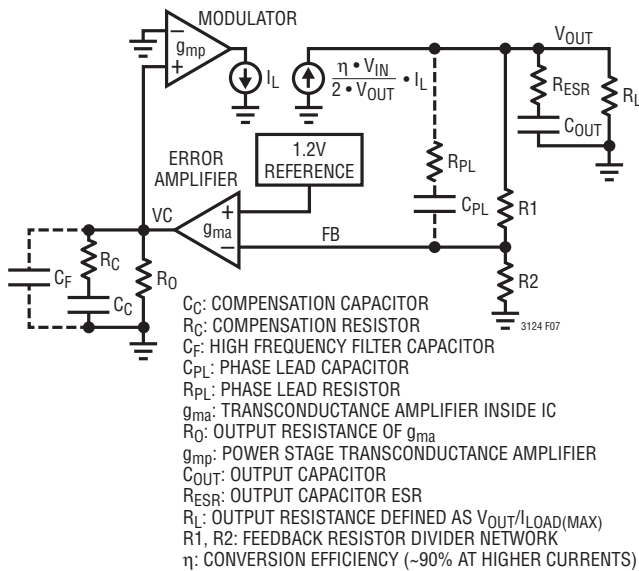 MODULATOR
–
g_mp
+
I_L
η • V_IN
2 • V_OUT
• I_L
V_OUT
R_ESR
R_L
C_OUT
1.2V
REFERENCE
R_PL
C_PL
ERROR
AMPLIFIER
VC
g_ma
+
–
FB
R1
R2
C_F
R_C
C_C
R_O
3124 F07
C_C: COMPENSATION CAPACITOR
R_C: COMPENSATION RESISTOR
C_F: HIGH FREQUENCY FILTER CAPACITOR
C_PL: PHASE LEAD CAPACITOR
R_PL: PHASE LEAD RESISTOR
g_ma: TRANSCONDUCTANCE AMPLIFIER INSIDE IC
R_O: OUTPUT RESISTANCE OF g_ma
g_mp: POWER STAGE TRANSCONDUCTANCE AMPLIFIER
C_OUT: OUTPUT CAPACITOR
R_ESR: OUTPUT CAPACITOR ESR
R_L: OUTPUT RESISTANCE DEFINED AS V_OUT/I_LOAD(MAX)
R1, R2: FEEDBACK RESISTOR DIVIDER NETWORK
η: CONVERSION EFFICIENCY (~90% AT HIGHER CURRENTS)